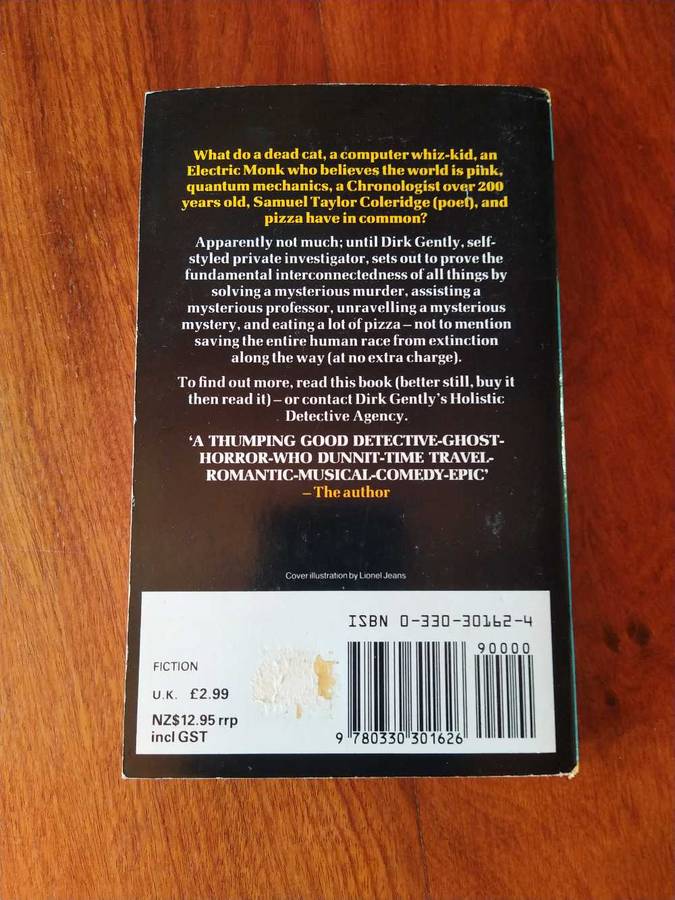 What do a dead cat, a computer whiz-kid, an
Electric Monk who believes the world is pink,
quantum mechanics, a Chronologist over 200
years old, Samuel Taylor Coleridge (poet), and
pizza have in common?
Apparently not much; until Dirk Gently, self-
styled private investigator, sets out to prove the
fundamental interconnectedness of all things by
solving a mysterious murder, assisting a
mysterious professor, unravelling a mysterious
mystery, and eating a lot of pizza – not to mention
saving the entire human race from extinction
along the way (at no extra charge).
To find out more, read this book (better still, buy it
then read it) – or contact Dirk Gently's Holistic
Detective Agency.
'A THUMPING GOOD DETECTIVE-GHOST-
HORROR-WHO DUNNIT-TIME TRAVEL-
ROMANTIC-MUSICAL-COMEDY-EPIC'
– The author
Cover illustration by Lionel Jeans
ISBN 0-330-30162-4
90000
FICTION
U.K. £2.99
NZ$12.95 rrp
incl GST
9 780330 301626